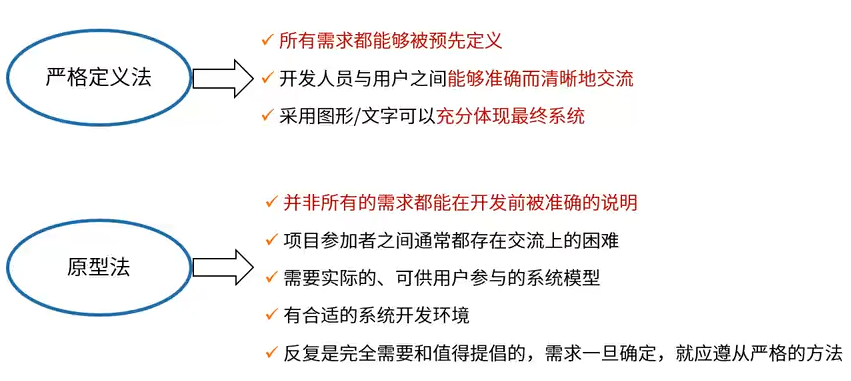 严格定义法
✓ 所有需求都能够被预先定义
✓ 开发人员与用户之间能够准确而清晰地交流
✓ 采用图形/文字可以充分体现最终系统
原型法
✓ 并非所有的需求都能在开发前被准确的说明
✓ 项目参加者之间通常都存在交流上的困难
✓ 需要实际的、可供用户参与的系统模型
✓ 有合适的系统开发环境
✓ 反复是完全需要和值得提倡的，需求一旦确定，就应遵从严格的方法